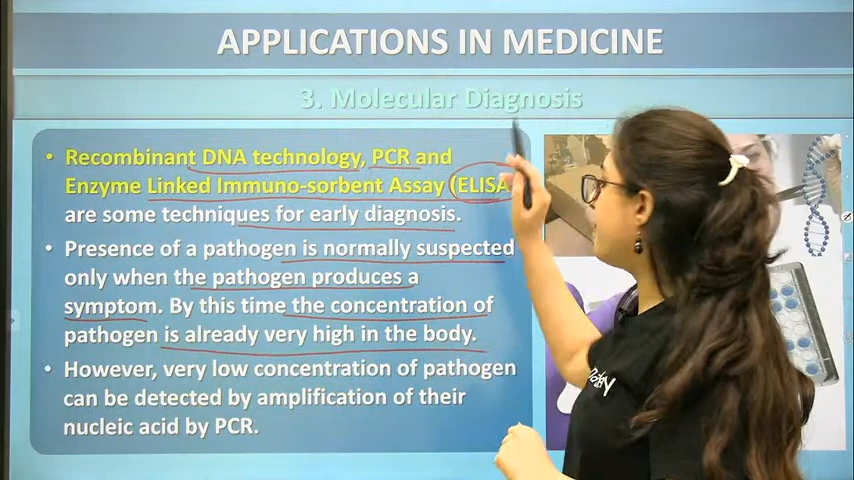 APPLICATIONS IN MEDICINE
3. Molecular Diagnosis
• Recombinant DNA technology, PCR and
Enzyme Linked Immuno-sorbent Assay (ELISA
are some techniques for early diagnosis.
• Presence of a pathogen is normally suspected
only when the pathogen produces a
symptom. By this time the concentration of
pathogen is already very high in the body.
• However, very low concentration of pathogen
can be detected by amplification of their
nucleic acid by PCR.